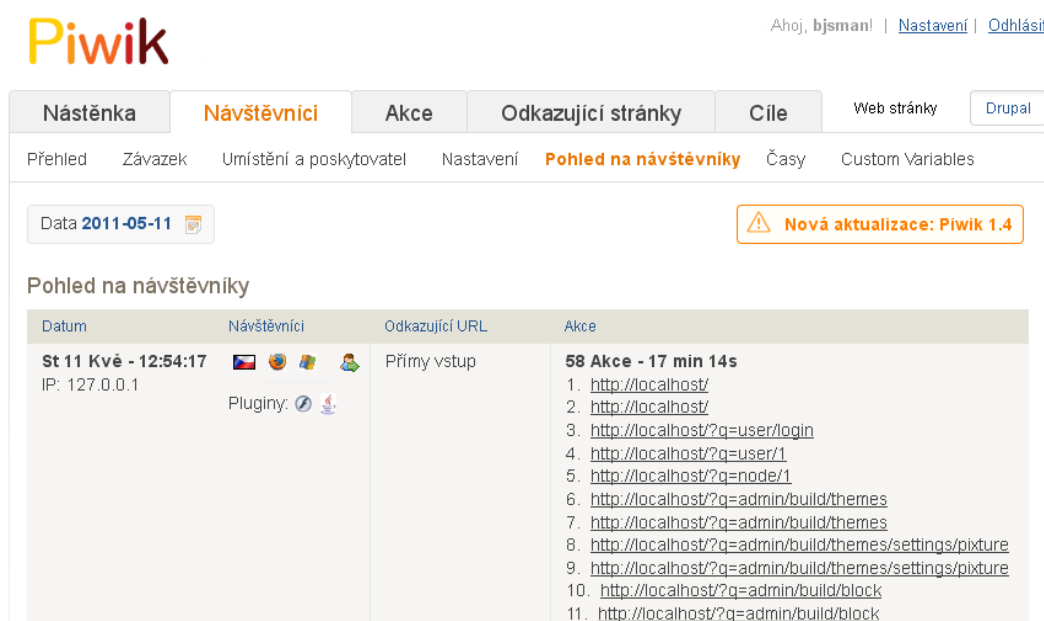 Piwik
Ahoj, bjsman! | Nastavení | Odhlásit
Nástěnka Návštěvníci Akce Odkazující stránky Cíle Web stránky Drupal
Přehled Závazek Umístění a poskytovatel Nastavení Pohled na návštěvníky Časy Custom Variables
Data 2011-05-11
Nová aktualizace: Piwik 1.4
Pohled na návštěvníky
Datum Návštěvníci Odkazující URL Akce
St 11 Kvě - 12:54:17 Přímy vstup 58 Akce - 17 min 14s
IP: 127.0.0.1
Pluginy:
1. http://localhost/
2. http://localhost/
3. http://localhost/?q=user/login
4. http://localhost/?q=user/1
5. http://localhost/?q=node/1
6. http://localhost/?q=admin/build/themes
7. http://localhost/?q=admin/build/themes
8. http://localhost/?q=admin/build/themes/settings/pixture
9. http://localhost/?q=admin/build/themes/settings/pixture
10. http://localhost/?q=admin/build/block
11. http://localhost/?q=admin/build/block